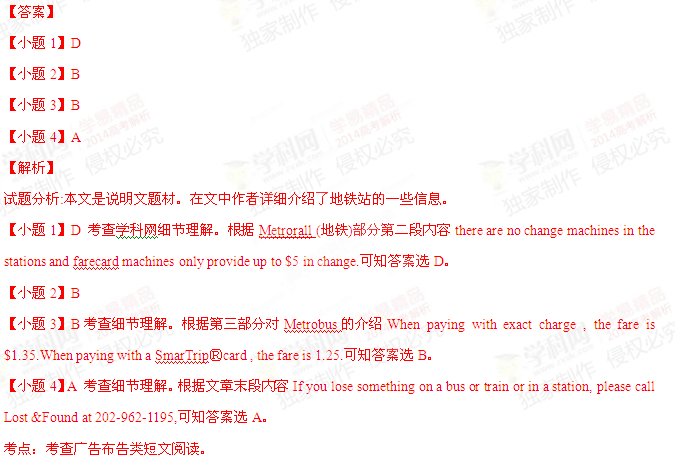 【答案】
【小题1】D
【小题2】B
【小题3】B
【小题4】A
【解析】
试题分析:本文是说明文题材。在文中作者详细介绍了地铁站的一些信息。
【小题1】D 考查学科网细节理解。根据 Metrorall (地铁)部分第二段内容 there are no change machines in the
stations and farecard machines only provide up to $5 in change.可知答案选 D。
【小题2】B
【小题3】B 考查细节理解。根据第三部分对 Metrobus 的介绍 When paying with exact charge , the fare is
$1.35.When paying with a SmarTrip®card , the fare is 1.25.可知答案选 B。
【小题4】A 考查细节理解。根据文章末段内容 If you lose something on a bus or train or in a station, please call
Lost &Found at 202-962-1195,可知答案选 A。
考点：考查广告布告类短文阅读。